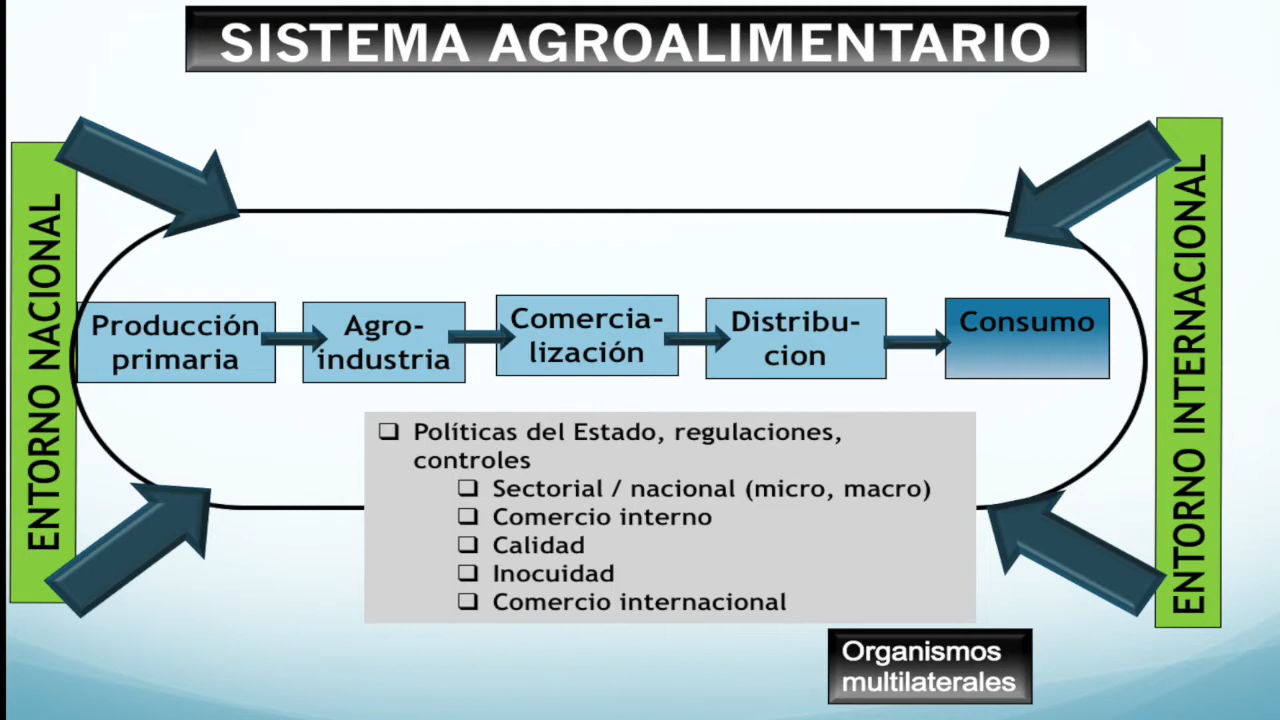 SISTEMA AGROALIMENTARIO
ENTORNO NACIONAL
Producción
primaria
Agro-
industria
Comercia-
lización
Distribu-
cion
Consumo
ENTORNO INTERNACIONAL
❑ Políticas del Estado, regulaciones,
controles
❑ Sectorial / nacional (micro, macro)
❑ Comercio interno
❑ Calidad
❑ Inocuidad
❑ Comercio internacional
Organismos
multilaterales